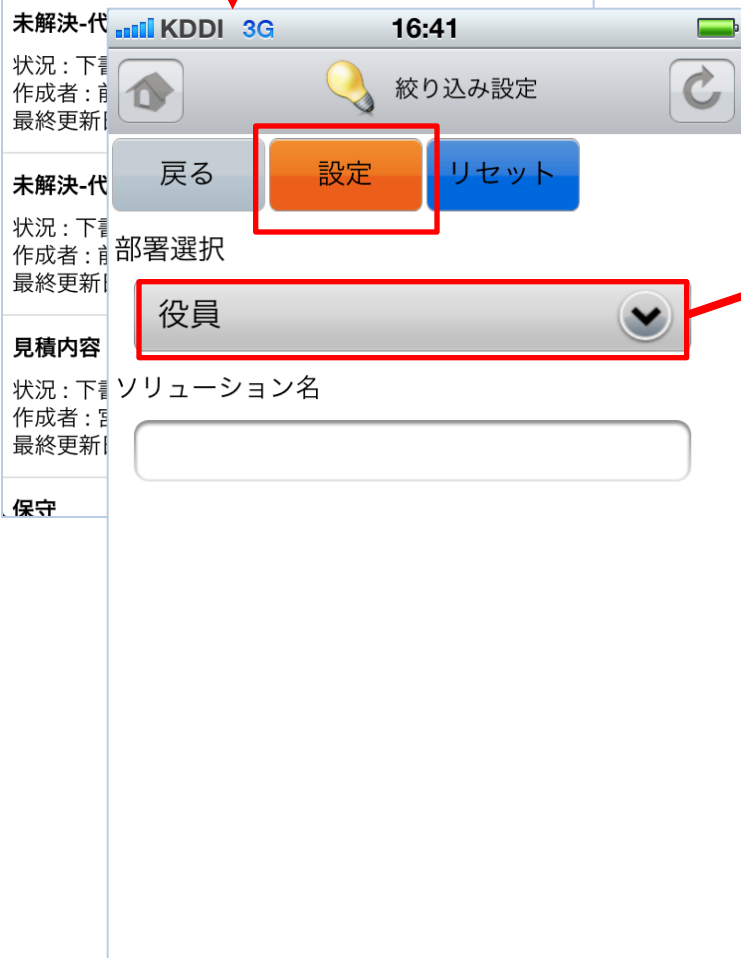 未解決-代
状況 : 下
作成者 :
最終更新
未解決-代
状況 : 下
作成者 :
最終更新
見積内容
状況 : 下
作成者 :
最終更新
保守
KDDI 3G 16:41
絞り込み設定
戻る 設定 リセット
部署選択
役員
ソリューション名